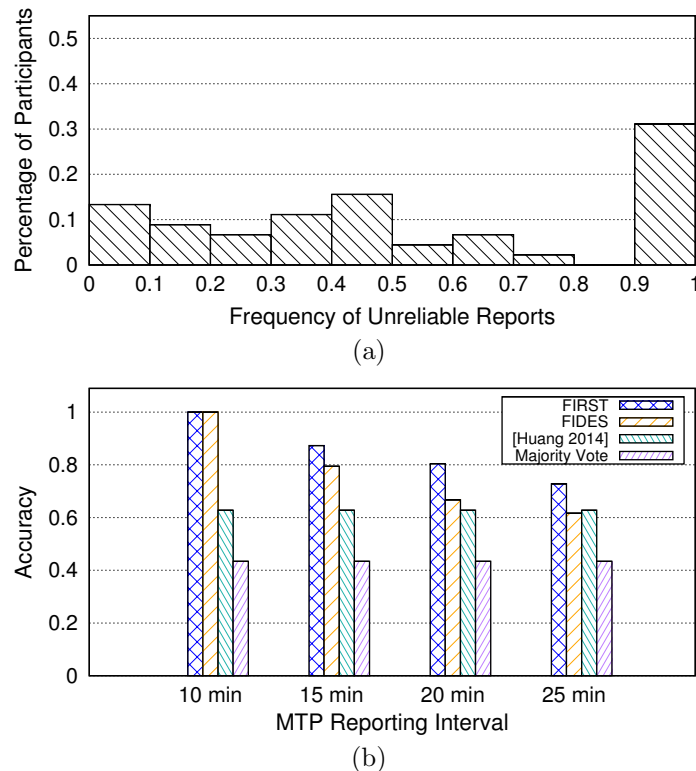 0.5
0.4
0.3
0.2
0.1
0
Percentage of Participants
0 0.1 0.2 0.3 0.4 0.5 0.6 0.7 0.8 0.9 1
Frequency of Unreliable Reports
(a)
1
0.8
0.6
0.4
0.2
0
Accuracy
FIRST
FIDES
[Huang 2014]
Majority Vote
10 min 15 min 20 min 25 min
MTP Reporting Interval
(b)